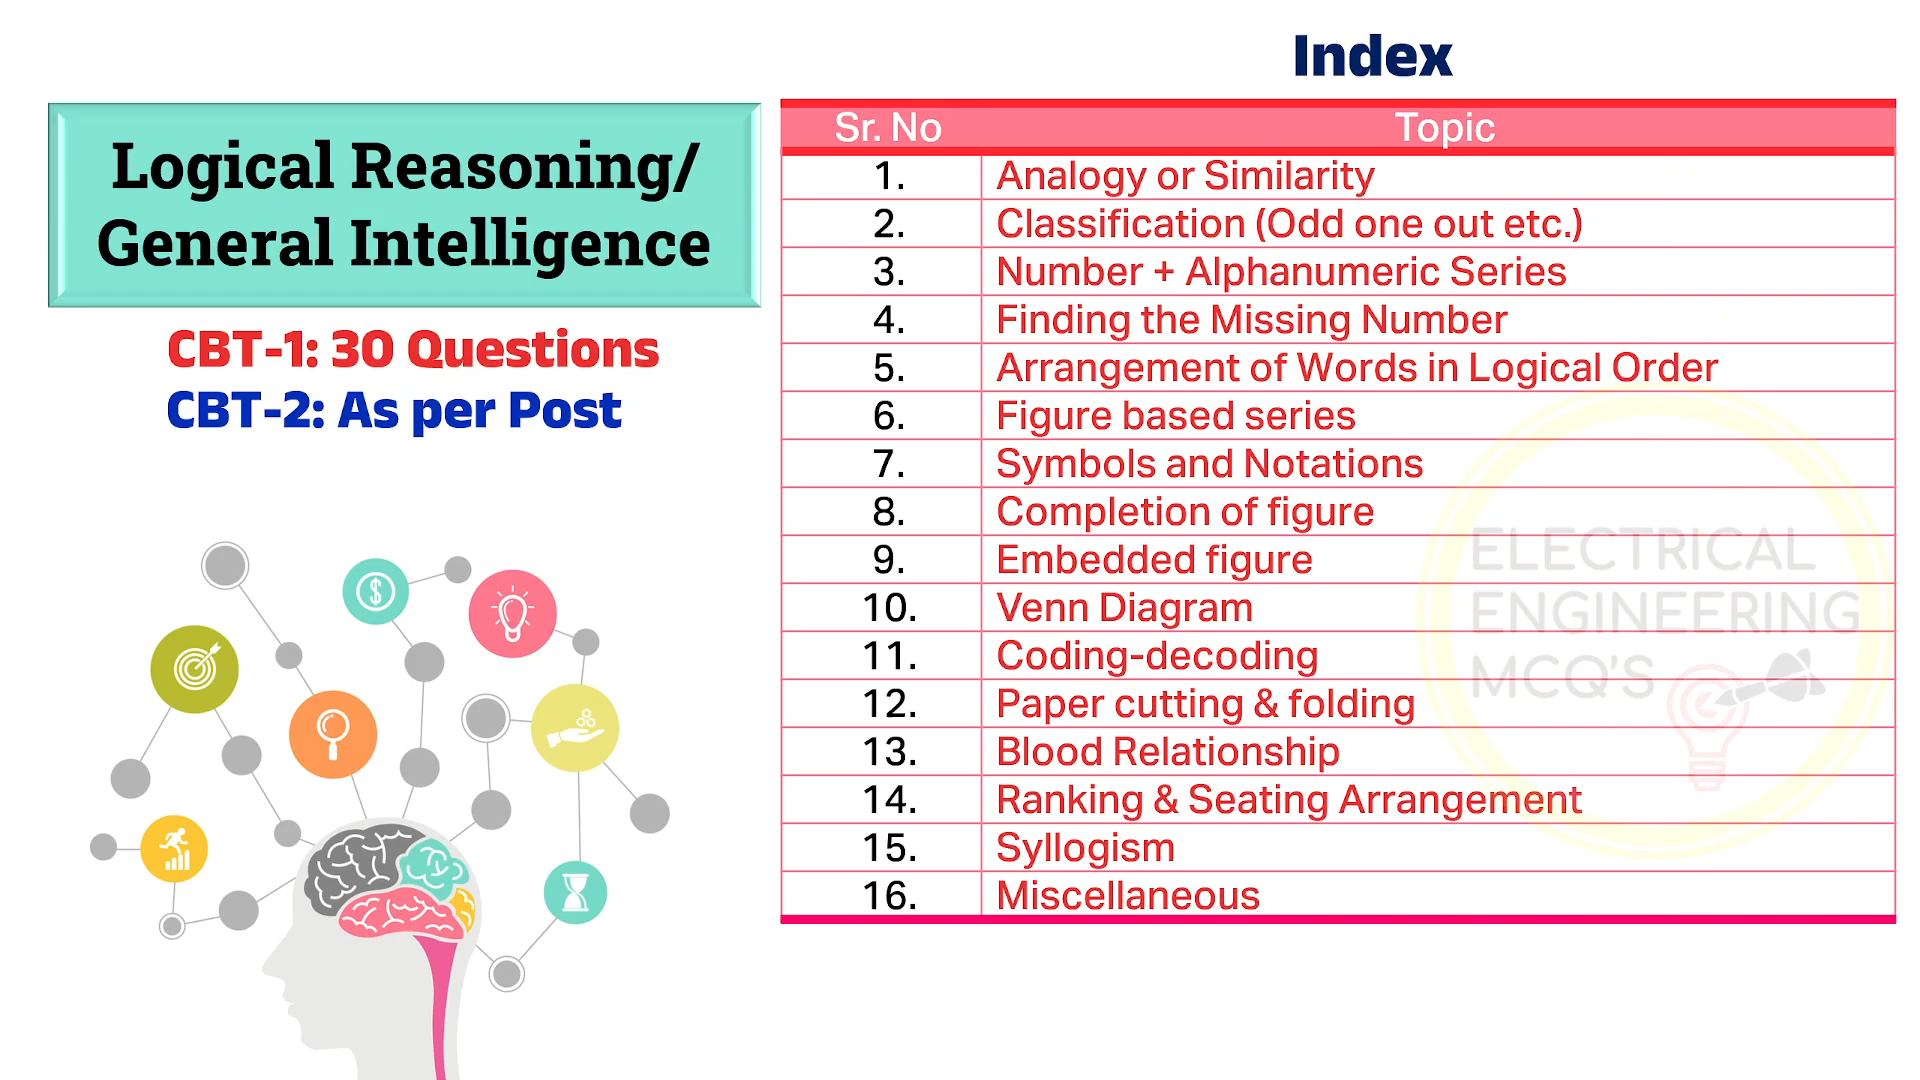 Logical Reasoning/
General Intelligence
CBT-1: 30 Questions
CBT-2: As per Post
Index
Sr. No Topic
1. Analogy or Similarity
2. Classification (Odd one out etc.)
3. Number + Alphanumeric Series
4. Finding the Missing Number
5. Arrangement of Words in Logical Order
6. Figure based series
7. Symbols and Notations
8. Completion of figure
9. Embedded figure
10. Venn Diagram
11. Coding-decoding
12. Paper cutting & folding
13. Blood Relationship
14. Ranking & Seating Arrangement
15. Syllogism
16. Miscellaneous
ELECTRICAL
ENGINEERING
MCQ'S
$